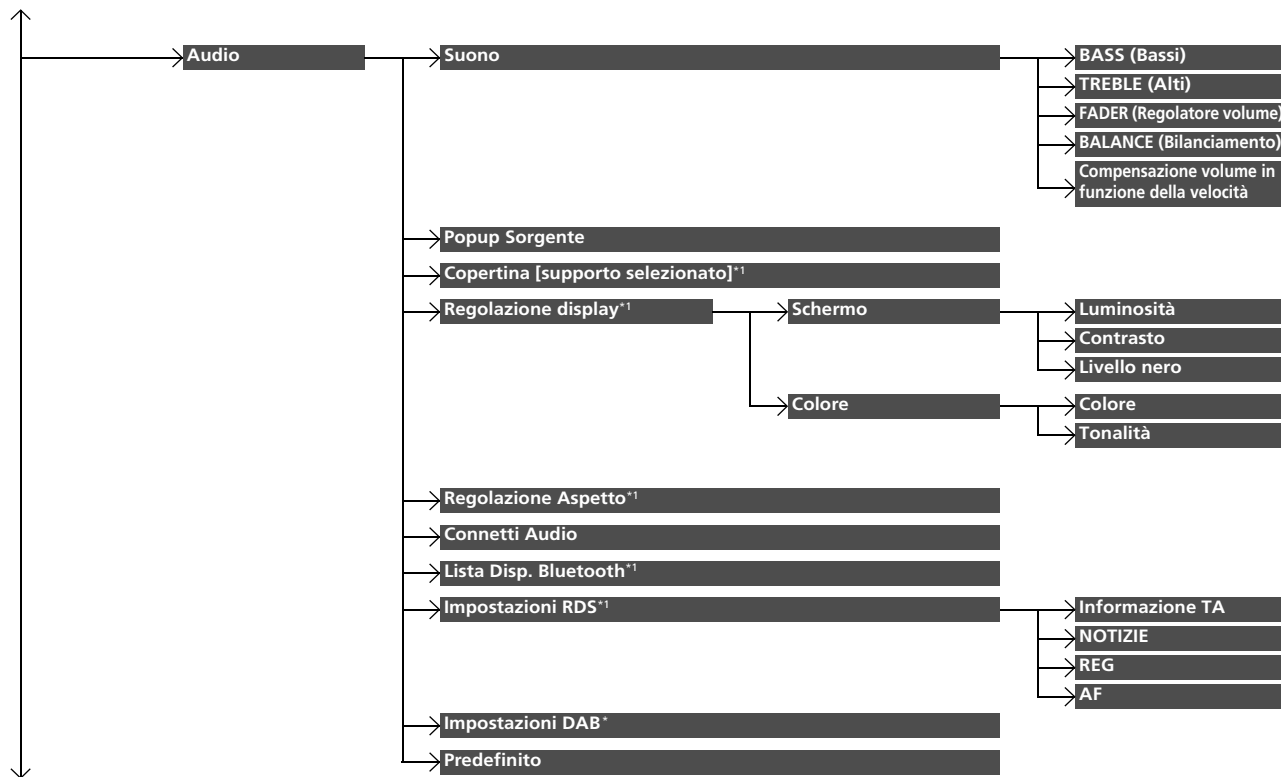 Audio
Suono
BASS (Bassi)
TREBLE (Alti)
FADER (Regolatore volume)
BALANCE (Bilanciamento)
Compensazione volume in
funzione della velocità
Popup Sorgente
Copertina [supporto selezionato]*1
Regolazione display*1
Schermo
Luminosità
Contrasto
Livello nero
Colore
Colore
Tonalità
Regolazione Aspetto*1
Connetti Audio
Lista Disp. Bluetooth*1
Impostazioni RDS*1
Informazione TA
NOTIZIE
REG
AF
Impostazioni DAB*
Predefinito